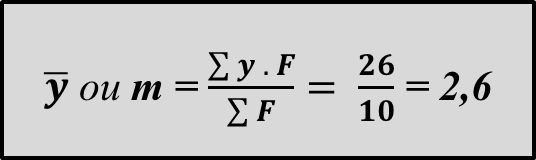 y̅ ou m = ∑ y . F / ∑ F = 26 / 10 = 2,6